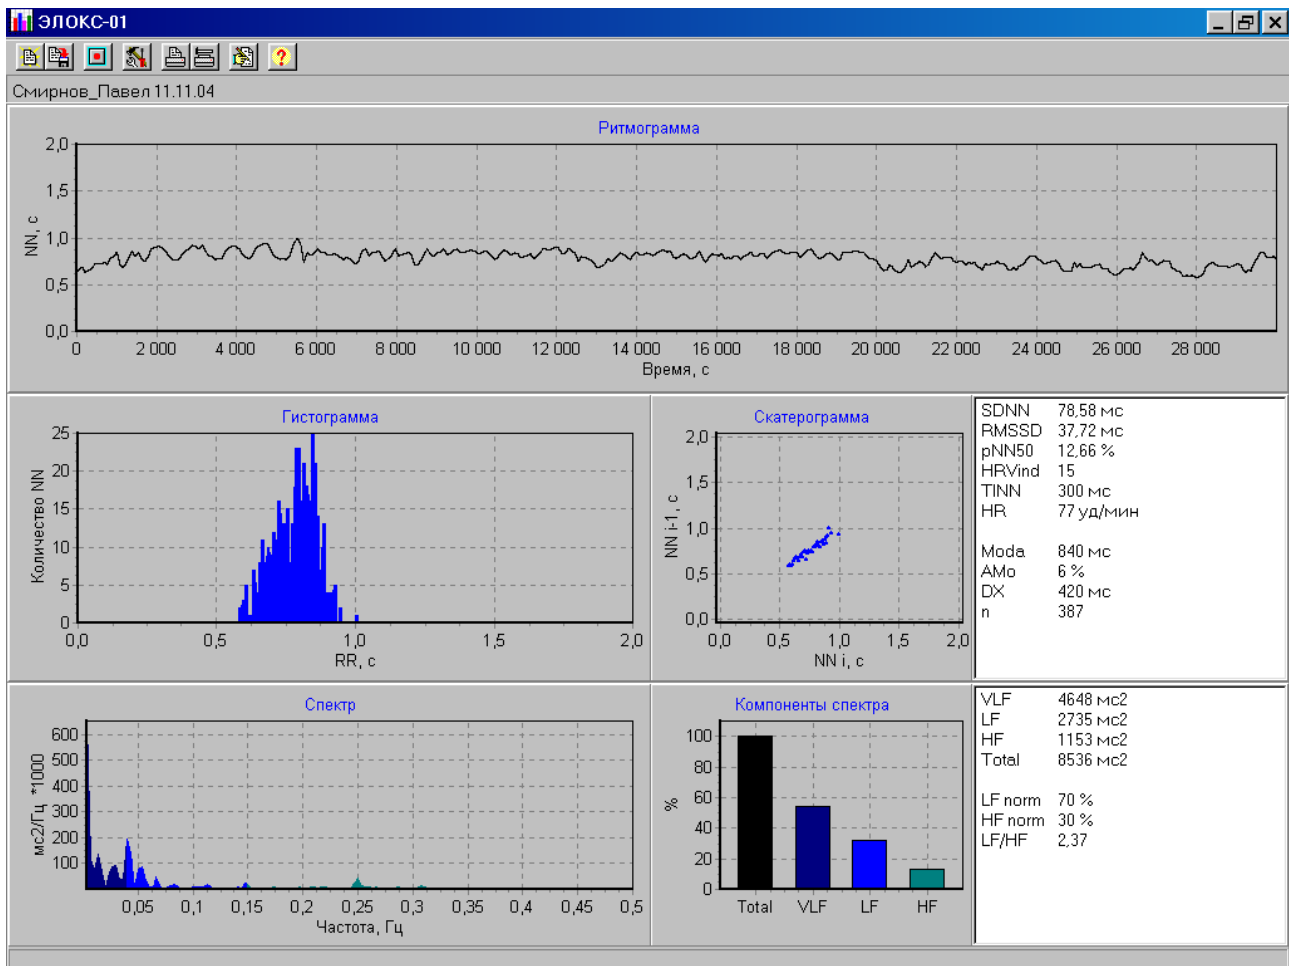 ЭЛОКС-01
Смирнов_Павел 11.11.04
Ритмограмма
2,0
1,5
1,0
0,5
0,0
NN, с
0 2 000 4 000 6 000 8 000 10 000 12 000 14 000 16 000 18 000 20 000 22 000 24 000 26 000 28 000
Время, с
Гистограмма
25
20
15
10
5
0
Количество NN
0,0 0,5 1,0 1,5 2,0
RR, с
Скатерограмма
2,0
1,5
1,0
0,5
0,0
NN i-1, с
0,0 0,5 1,0 1,5 2,0
NN i, с
SDNN 78,58 мс
RMSSD 37,72 мс
pNN50 12,66 %
HRVind 15
TINN 300 мс
HR 77 уд/мин
Moda 840 мс
AMo 6 %
DX 420 мс
n 387
Спектр
600
500
400
300
200
100
мс2/Гц *1000
0,05 0,1 0,15 0,2 0,25 0,3 0,35 0,4 0,45 0,5
Частота, Гц
Компоненты спектра
100
80
60
40
20
0
%
Total VLF LF HF
VLF 4648 мс2
LF 2735 мс2
HF 1153 мс2
Total 8536 мс2
LF norm 70 %
HF norm 30 %
LF/HF 2,37